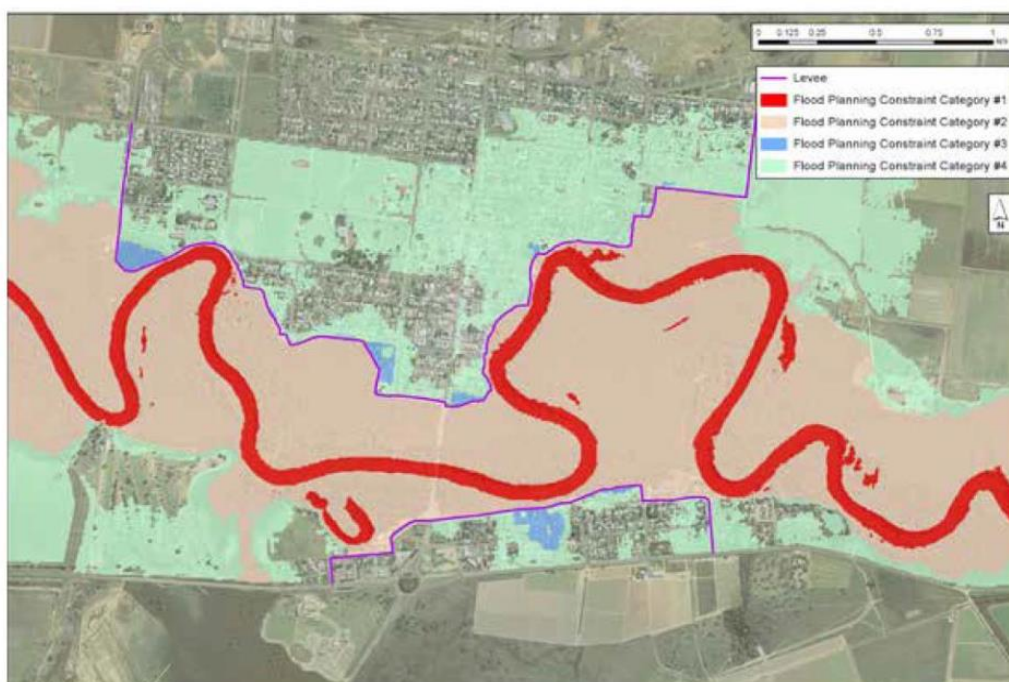 0 0.125 0.25 0.5 0.75 1
Levee
Flood Planning Constraint Category #1
Flood Planning Constraint Category #2
Flood Planning Constraint Category #3
Flood Planning Constraint Category #4
N